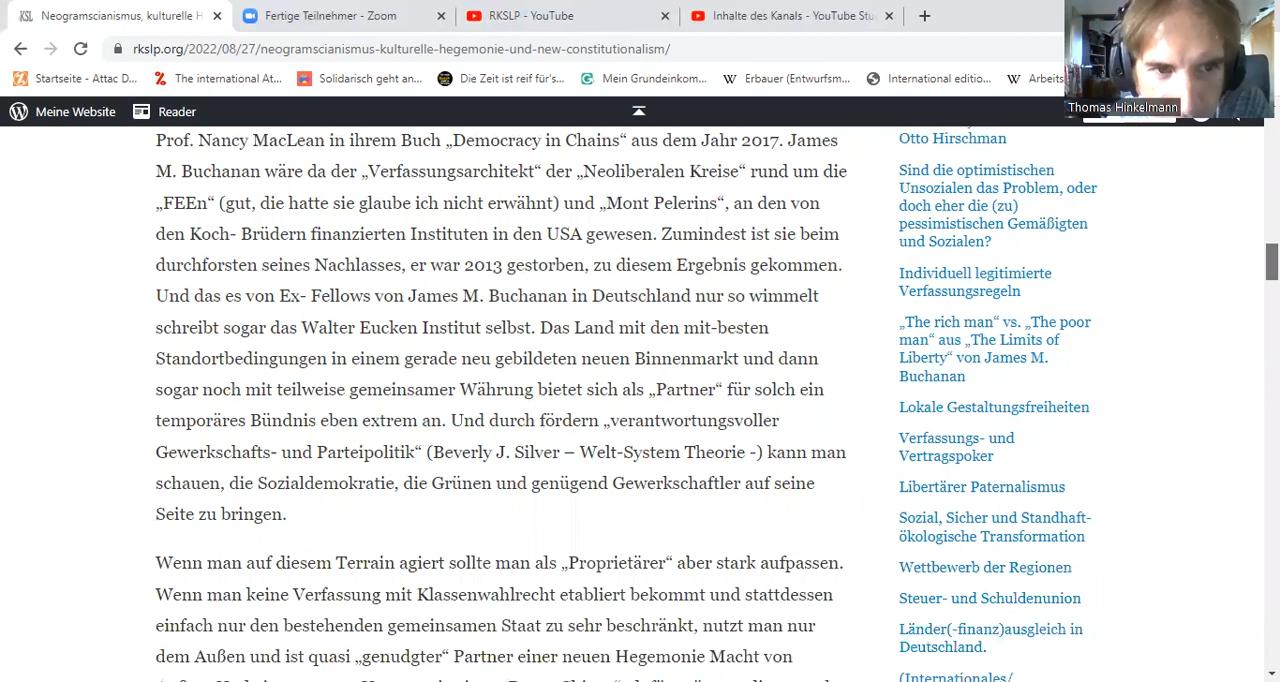 Neogramscianismus, kulturelle H
Fertige Teilnehmer - Zoom
RKSLP - YouTube
Inhalte des Kanals - YouTube Stu
rkslp.org/2022/08/27/neogramscianismus-kulturelle-hegemonie-und-new-constitutionalism/
Startseite - Attac D...
The international At...
Solidarisch geht an...
Die Zeit ist reif für's...
Mein Grundeinkom...
Erbauer (Entwurfsm...
International editio...
Arbeits
Thomas Hinkelmann
Meine Website
Reader
Prof. Nancy MacLean in ihrem Buch „Democracy in Chains“ aus dem Jahr 2017. James
M. Buchanan wäre da der „Verfassungsarchitekt“ der „Neoliberalen Kreise“ rund um die
„FEEn“ (gut, die hatte sie glaube ich nicht erwähnt) und „Mont Pelerins“, an den von
den Koch- Brüdern finanzierten Instituten in den USA gewesen. Zumindest ist sie beim
durchforsten seines Nachlasses, er war 2013 gestorben, zu diesem Ergebnis gekommen.
Und das es von Ex- Fellows von James M. Buchanan in Deutschland nur so wimmelt
schreibt sogar das Walter Eucken Institut selbst. Das Land mit den mit-besten
Standortbedingungen in einem gerade neu gebildeten neuen Binnenmarkt und dann
sogar noch mit teilweise gemeinsamer Währung bietet sich als „Partner“ für solch ein
temporäres Bündnis eben extrem an. Und durch fördern „verantwortungsvoller
Gewerkschafts- und Parteipolitik“ (Beverly J. Silver – Welt-System Theorie -) kann man
schauen, die Sozialdemokratie, die Grünen und genügend Gewerkschaftler auf seine
Seite zu bringen.
Wenn man auf diesem Terrain agiert sollte man als „Proprietärer“ aber stark aufpassen.
Wenn man keine Verfassung mit Klassenwahlrecht etabliert bekommt und stattdessen
einfach nur den bestehenden gemeinsamen Staat zu sehr beschränkt, nutzt man nur
dem Außen und ist quasi „genudgter“ Partner einer neuen Hegemonie Macht von
Otto Hirschman
Sind die optimistischen
Unsozialen das Problem, oder
doch eher die (zu)
pessimistischen Gemäßigten
und Sozialen?
Individuell legitimierte
Verfassungsregeln
„The rich man“ vs. „The poor
man“ aus „The Limits of
Liberty“ von James M.
Buchanan
Lokale Gestaltungsfreiheiten
Verfassungs- und
Vertragspoker
Libertärer Paternalismus
Sozial, Sicher und Standhaft-
ökologische Transformation
Wettbewerb der Regionen
Steuer- und Schuldenunion
Länder(-finanz)ausgleich in
Deutschland.
(Internationales/